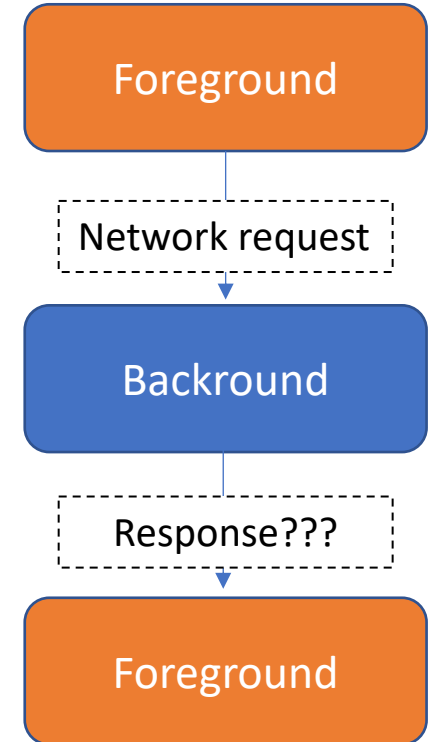 Foreground
Network request
Backround
Response???
Foreground